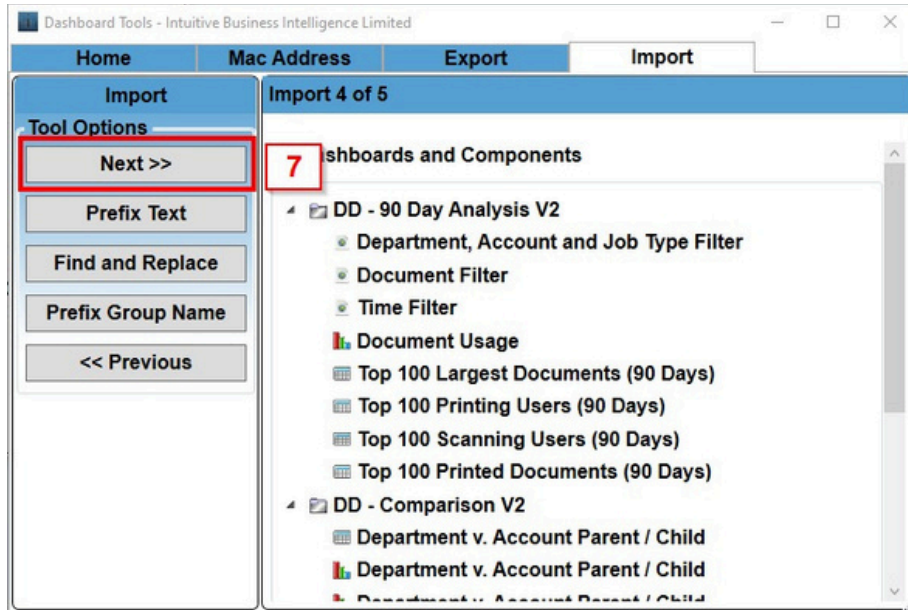 Dashboard Tools - Intuitive Business Intelligence Limited
Home Mac Address Export Import
Import
Tool Options
Next >>
Prefix Text
Find and Replace
Prefix Group Name
<< Previous
Import 4 of 5
7
shboards and Components
DD - 90 Day Analysis V2
Department, Account and Job Type Filter
Document Filter
Time Filter
Document Usage
Top 100 Largest Documents (90 Days)
Top 100 Printing Users (90 Days)
Top 100 Scanning Users (90 Days)
Top 100 Printed Documents (90 Days)
DD - Comparison V2
Department v. Account Parent / Child
Department v. Account Parent / Child
Department v. Account Parent / Child